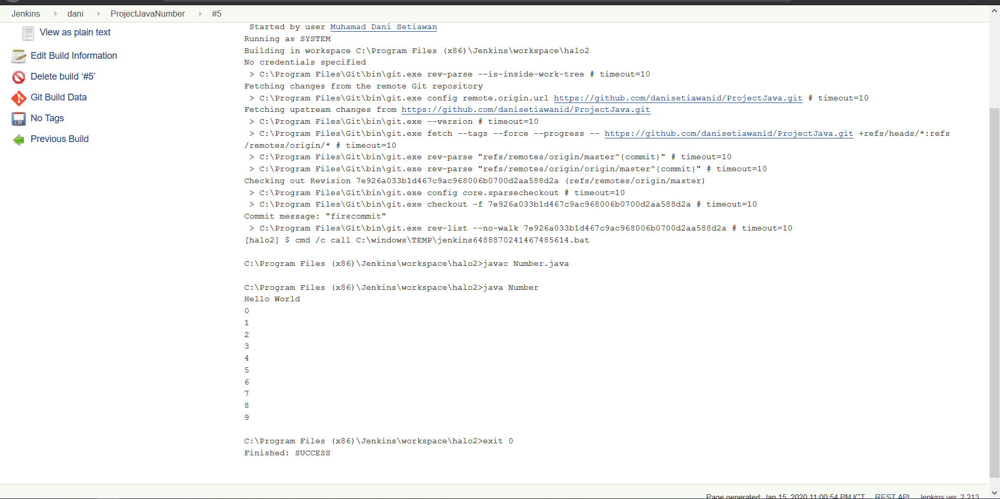 Jenkins dani ProjectJavaNumber #5
View as plain text
Edit Build Information
Delete build ‘#5’
Git Build Data
No Tags
Previous Build
Started by user Muhamad Dani Setiawan
Running as SYSTEM
Building in workspace C:\Program Files (x86)\Jenkins\workspace\halo2
No credentials specified
> C:\Program Files\Git\bin\git.exe rev-parse --is-inside-work-tree # timeout=10
Fetching changes from the remote Git repository
> C:\Program Files\Git\bin\git.exe config remote.origin.url https://github.com/danisetiawanid/ProjectJava.git # timeout=10
Fetching upstream changes from https://github.com/danisetiawanid/ProjectJava.git
> C:\Program Files\Git\bin\git.exe --version # timeout=10
> C:\Program Files\Git\bin\git.exe fetch --tags --force --progress -- https://github.com/danisetiawanid/ProjectJava.git +refs/heads/*:refs
/remotes/origin/* # timeout=10
> C:\Program Files\Git\bin\git.exe rev-parse "refs/remotes/origin/master^{commit}" # timeout=10
> C:\Program Files\Git\bin\git.exe rev-parse "refs/remotes/origin/origin/master^{commit}" # timeout=10
Checking out Revision 7e926a033b1d467c9ac968006b0700d2aa588d2a (refs/remotes/origin/master)
> C:\Program Files\Git\bin\git.exe config core.sparsecheckout # timeout=10
> C:\Program Files\Git\bin\git.exe checkout -f 7e926a033b1d467c9ac968006b0700d2aa588d2a # timeout=10
Commit message: "firscommit"
> C:\Program Files\Git\bin\git.exe rev-list --no-walk 7e926a033b1d467c9ac968006b0700d2aa588d2a # timeout=10
[halo2] $ cmd /c call C:\windows\TEMP\jenkins6488870241467485614.bat
C:\Program Files (x86)\Jenkins\workspace\halo2>javac Number.java
C:\Program Files (x86)\Jenkins\workspace\halo2>java Number
Hello World
0
1
2
3
4
5
6
7
8
9
C:\Program Files (x86)\Jenkins\workspace\halo2>exit 0
Finished: SUCCESS
Page generated: Jan 15, 2020 11:00:54 PM ICT REST API Jenkins ver. 2.213